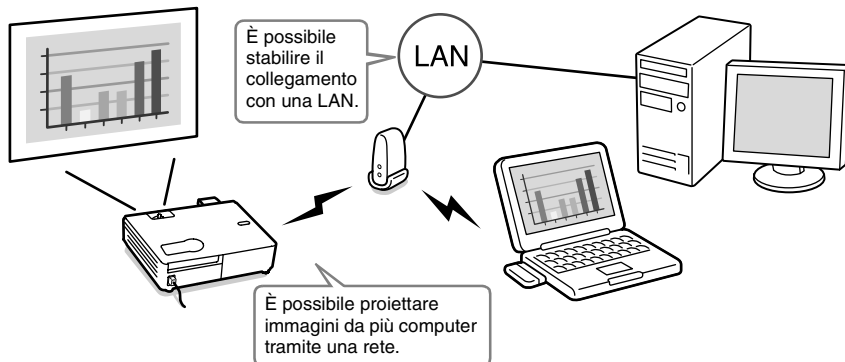 È possibile
stabilire il
collegamento
con una LAN.
LAN
È possibile proiettare
immagini da più computer
tramite una rete.